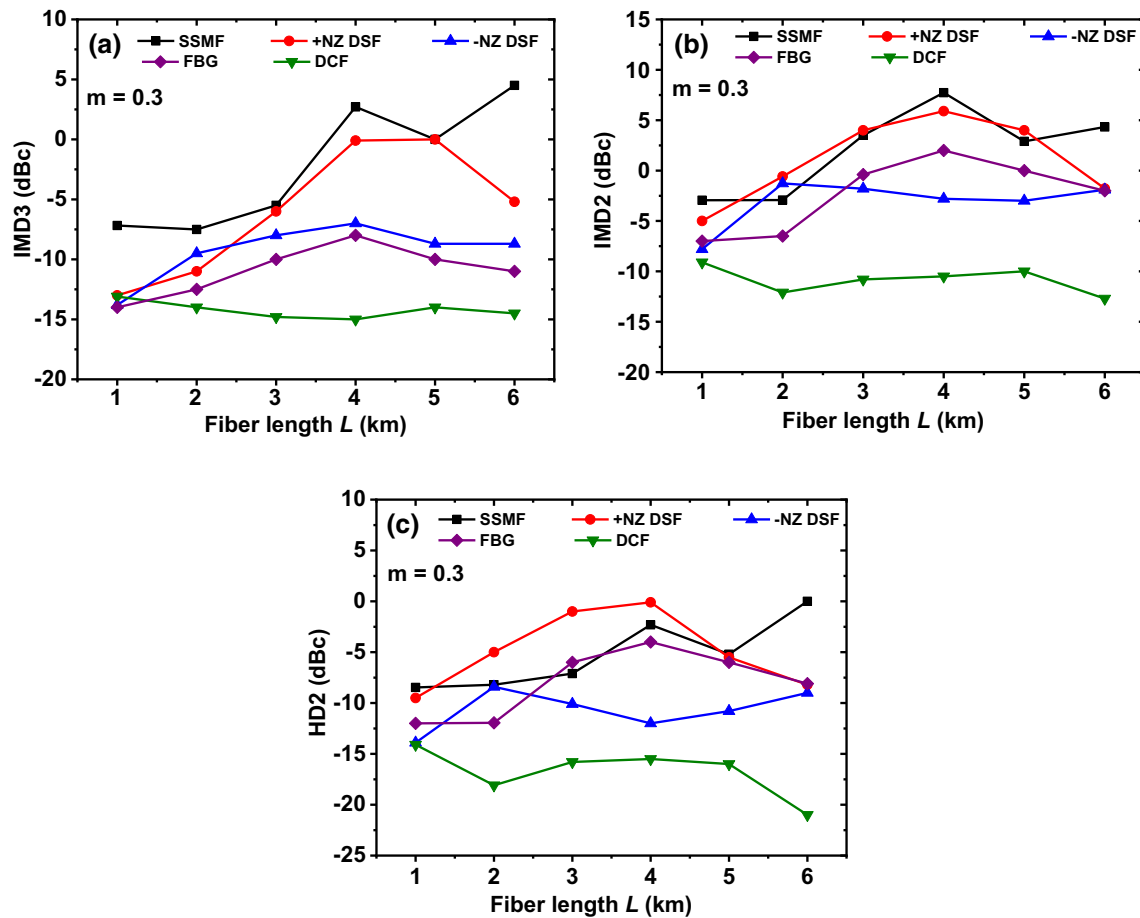 (a) SSMF +NZ DSF -NZ DSF
FBG DCF
m = 0.3
IMD3 (dBc)
10
5
0
-5
-10
-15
-20
1 2 3 4 5 6
Fiber length L (km)
(b) SSMF +NZ DSF -NZ DSF
FBG DCF
m = 0.3
IMD2 (dBc)
15
10
5
0
-5
-10
-15
-20
1 2 3 4 5 6
Fiber length L (km)
(c) SSMF +NZ DSF -NZ DSF
FBG DCF
m = 0.3
HD2 (dBc)
10
5
0
-5
-10
-15
-20
-25
1 2 3 4 5 6
Fiber length L (km)